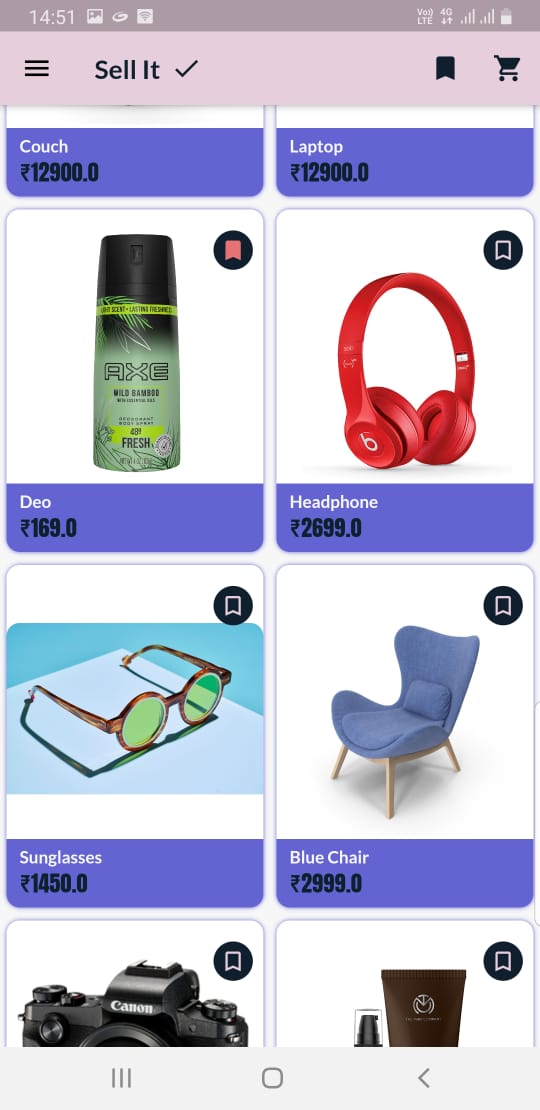 14:51
Vo)) 4G
LTE
Sell It
Couch
₹12900.0
Laptop
₹12900.0
LIGHT SCENT • LASTING FRESHNESS
AXE
WILD BAMBOO
WITH ESSENTIAL OILS
DEODORANT
BODY SPRAY
48H
FRESH
b
Deo
₹169.0
Headphone
₹2699.0
Sunglasses
₹1450.0
Blue Chair
₹2999.0
Canon